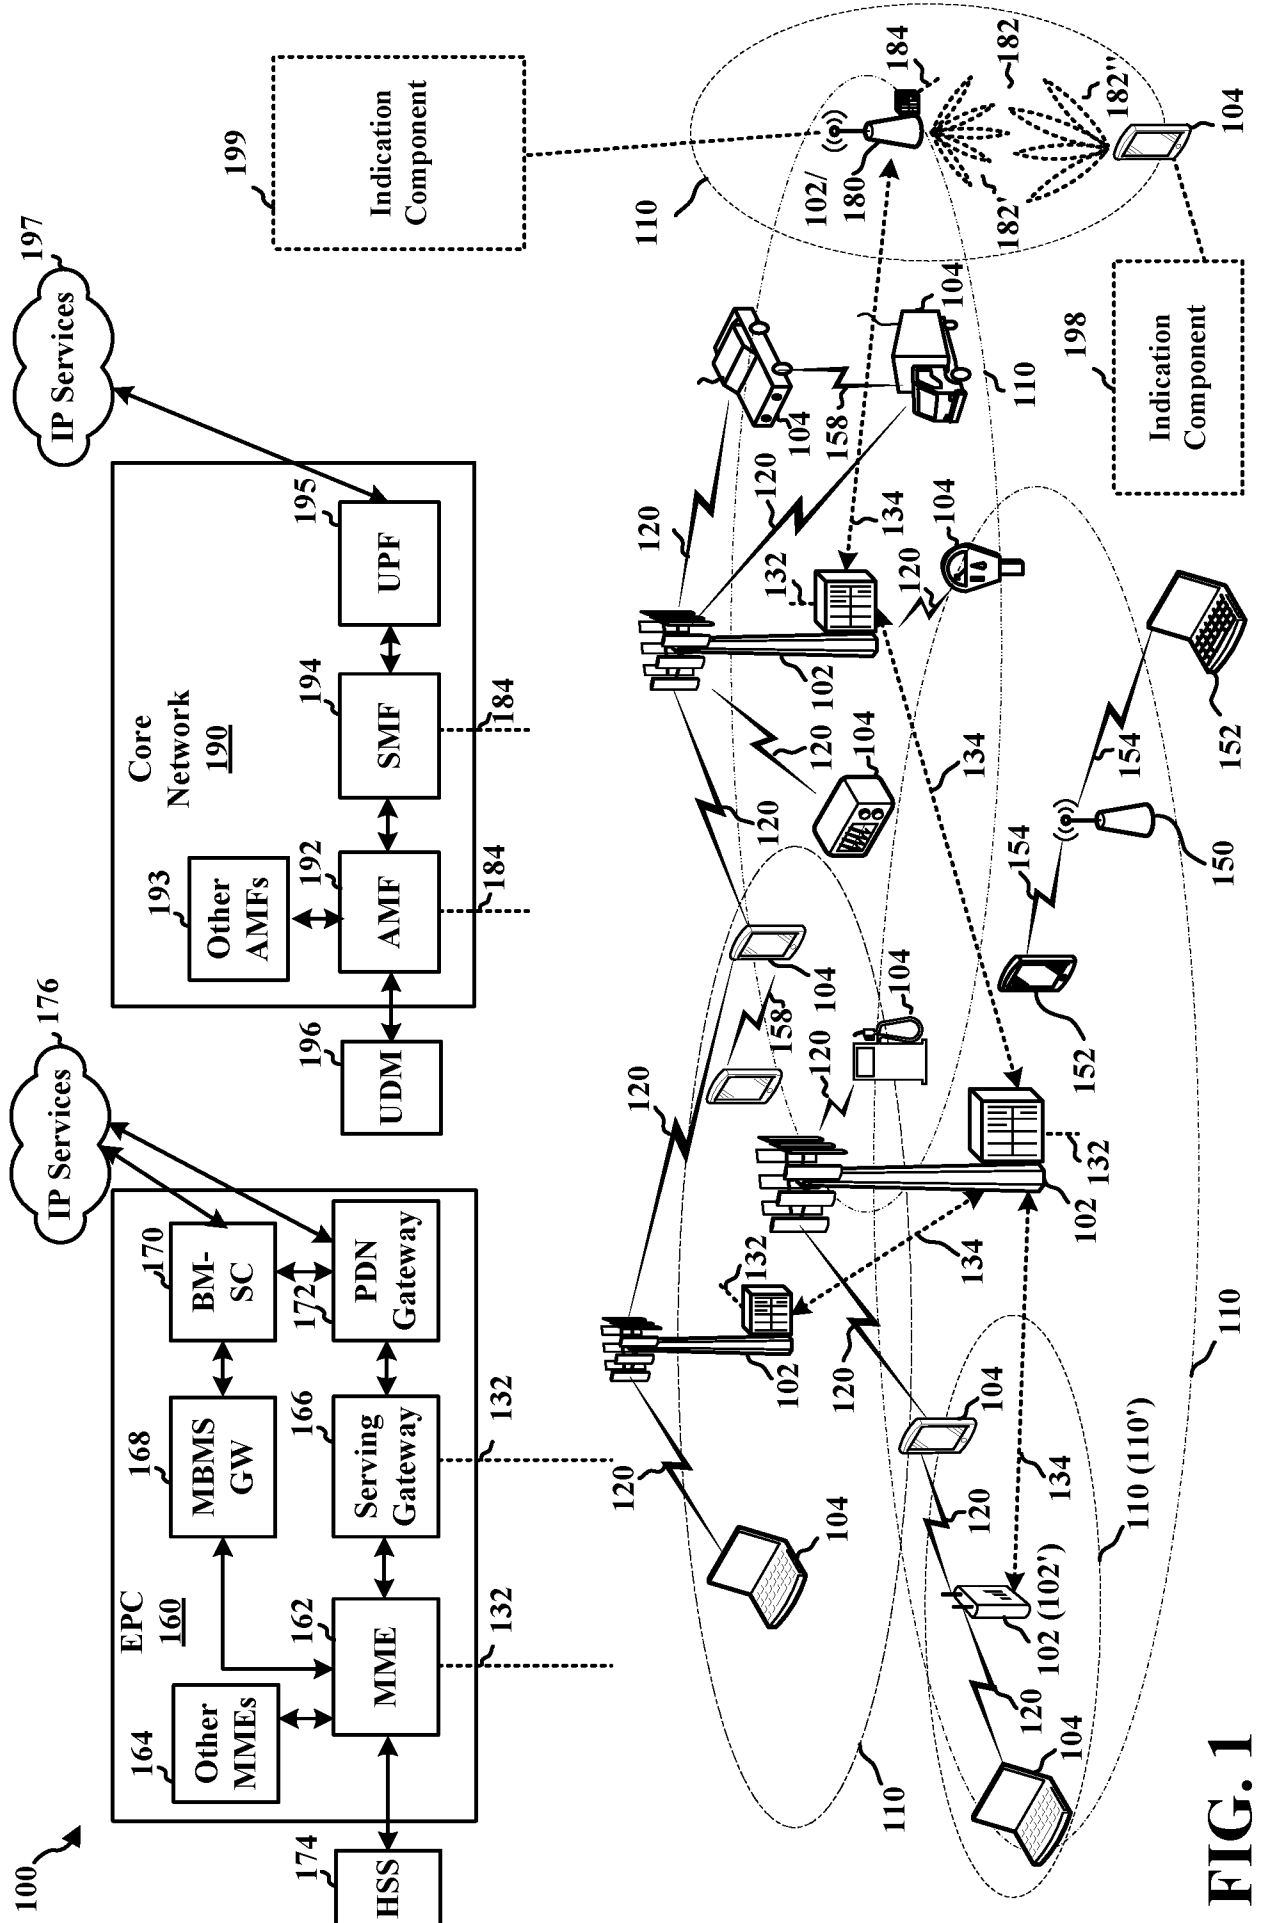 100
174
HSS
EPC
160
164
Other
MMEs
162
MME
132
168
MBMS
GW
166
Serving
Gateway
132
170
BM-
SC
172
PDN
Gateway
IP Services
176
196
UDM
Core
Network
190
193
Other
AMFs
192
AMF
184
194
SMF
184
195
UPF
IP Services
197
199
Indication
Component
110
102/
180
184
182
182'
182''
104
198
Indication
Component
120
104
158
104
120
110
132
134
120
104
102
120
104
120
134
154
152
150
154
152
104
158
120
104
120
132
102
134
132
102
120
120
104
102
134
110
104
120
134
102 (102')
110 (110')
120
104
110
FIG. 1